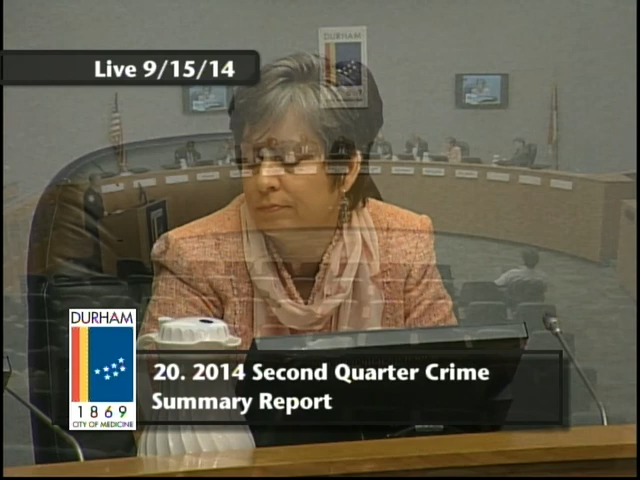 DURHAM
Live 9/15/14
DURHAM
1869
CITY OF MEDICINE
20. 2014 Second Quarter Crime
Summary Report